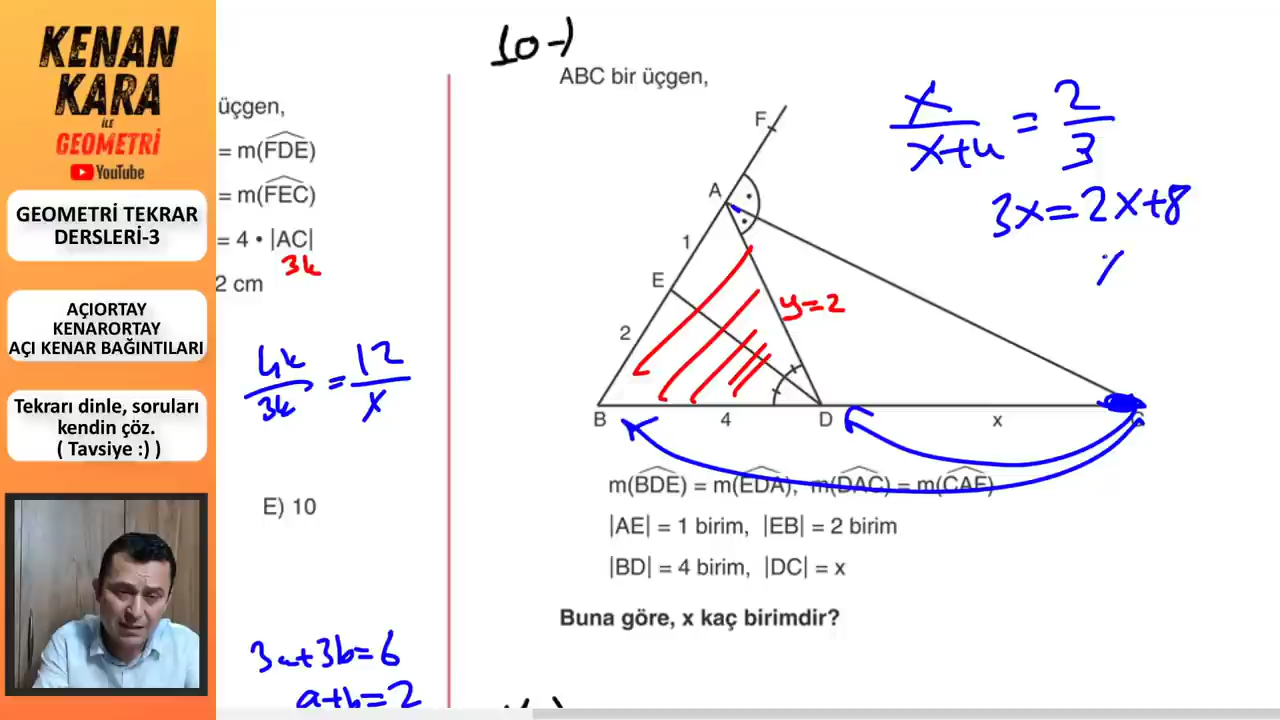 KENAN
KARA
İLE
GEOMETRİ
YouTube
GEOMETRİ TEKRAR
DERSLERİ-3
AÇIORTAY
KENARORTAY
AÇI KENAR BAĞINTILARI
Tekrarı dinle, soruları
kendin çöz.
( Tavsiye :) )
üçgen,
= m(FDE)
= m(FEC)
= 4 • |AC|
3k
2 cm
4k/3k = 12/x
E) 10
3a+3b=6
a+b=2
10-)
ABC bir üçgen,
F
A
1
E
2
y=2
B
4
D
x
x/x+4 = 2/3
3x=2x+8
m(BDE) = m(EDA), m(DAC) = m(CAF)
|AE| = 1 birim, |EB| = 2 birim
|BD| = 4 birim, |DC| = x
Buna göre, x kaç birimdir?